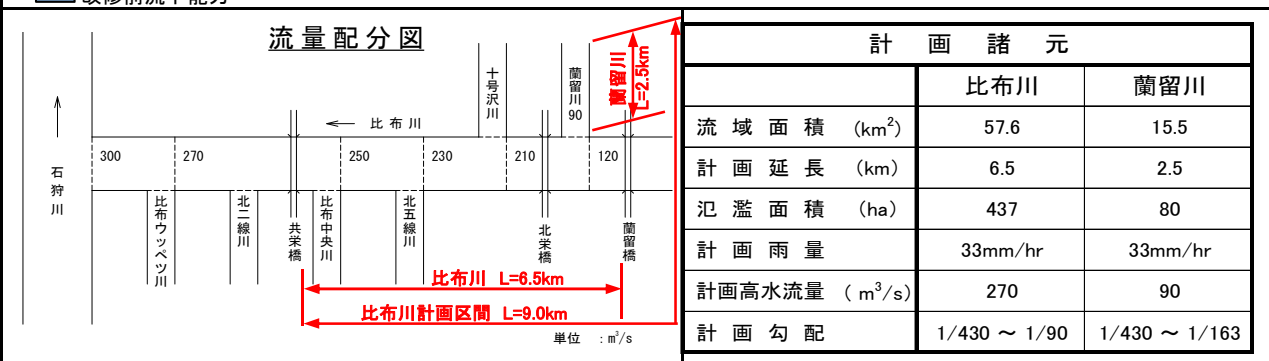 流量配分図
石狩川
← 比布川
十号沢川
蘭留川 90
蘭留川
L=2.5km
300
270
250
230
210
120
比布ウッペツ川
北二線川
共栄橋
比布中央川
北五線川
北栄橋
蘭留橋
比布川 L=6.5km
比布川計画区間 L=9.0km
単位 :m³/s
計画諸元
比布川 蘭留川
流域面積 (km²) 57.6 15.5
計画延長 (km) 6.5 2.5
氾濫面積 (ha) 437 80
計画雨量 33mm/hr 33mm/hr
計画高水流量 (m³/s) 270 90
計画勾配 1/430 ~ 1/90 1/430 ~ 1/163